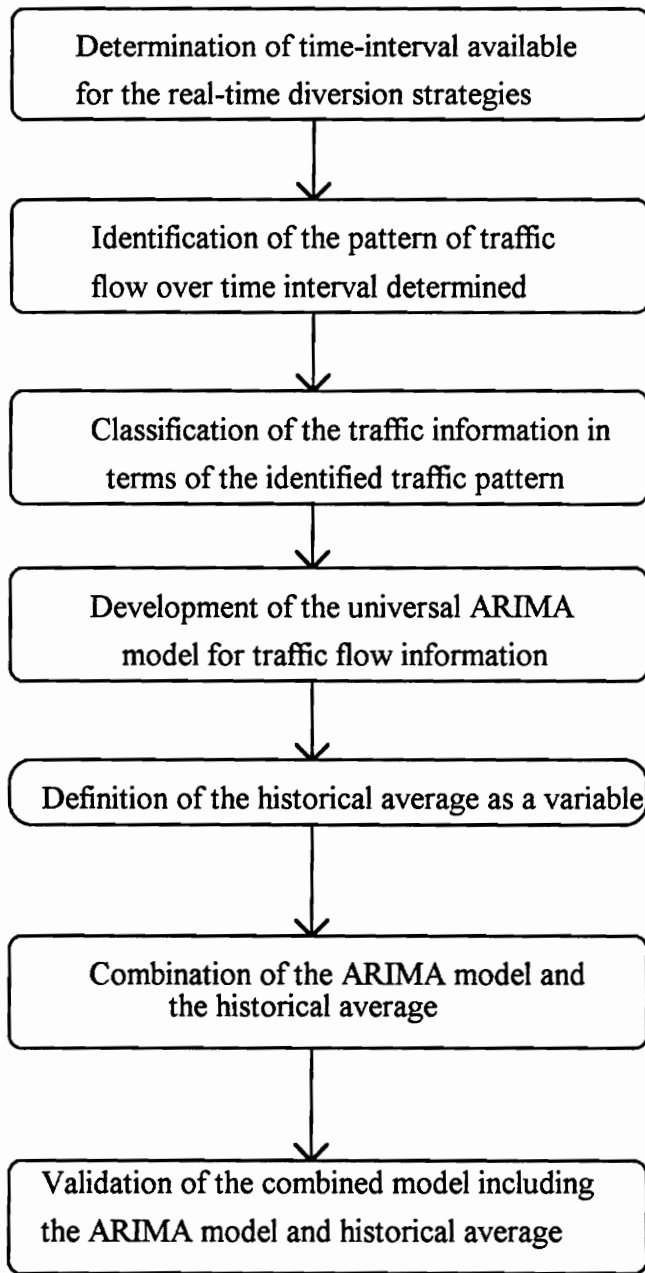 Determination of time-interval available
for the real-time diversion strategies
Identification of the pattern of traffic
flow over time interval determined
Classification of the traffic information in
terms of the identified traffic pattern
Development of the universal ARIMA
model for traffic flow information
Definition of the historical average as a variable
Combination of the ARIMA model and
the historical average
Validation of the combined model including
the ARIMA model and historical average